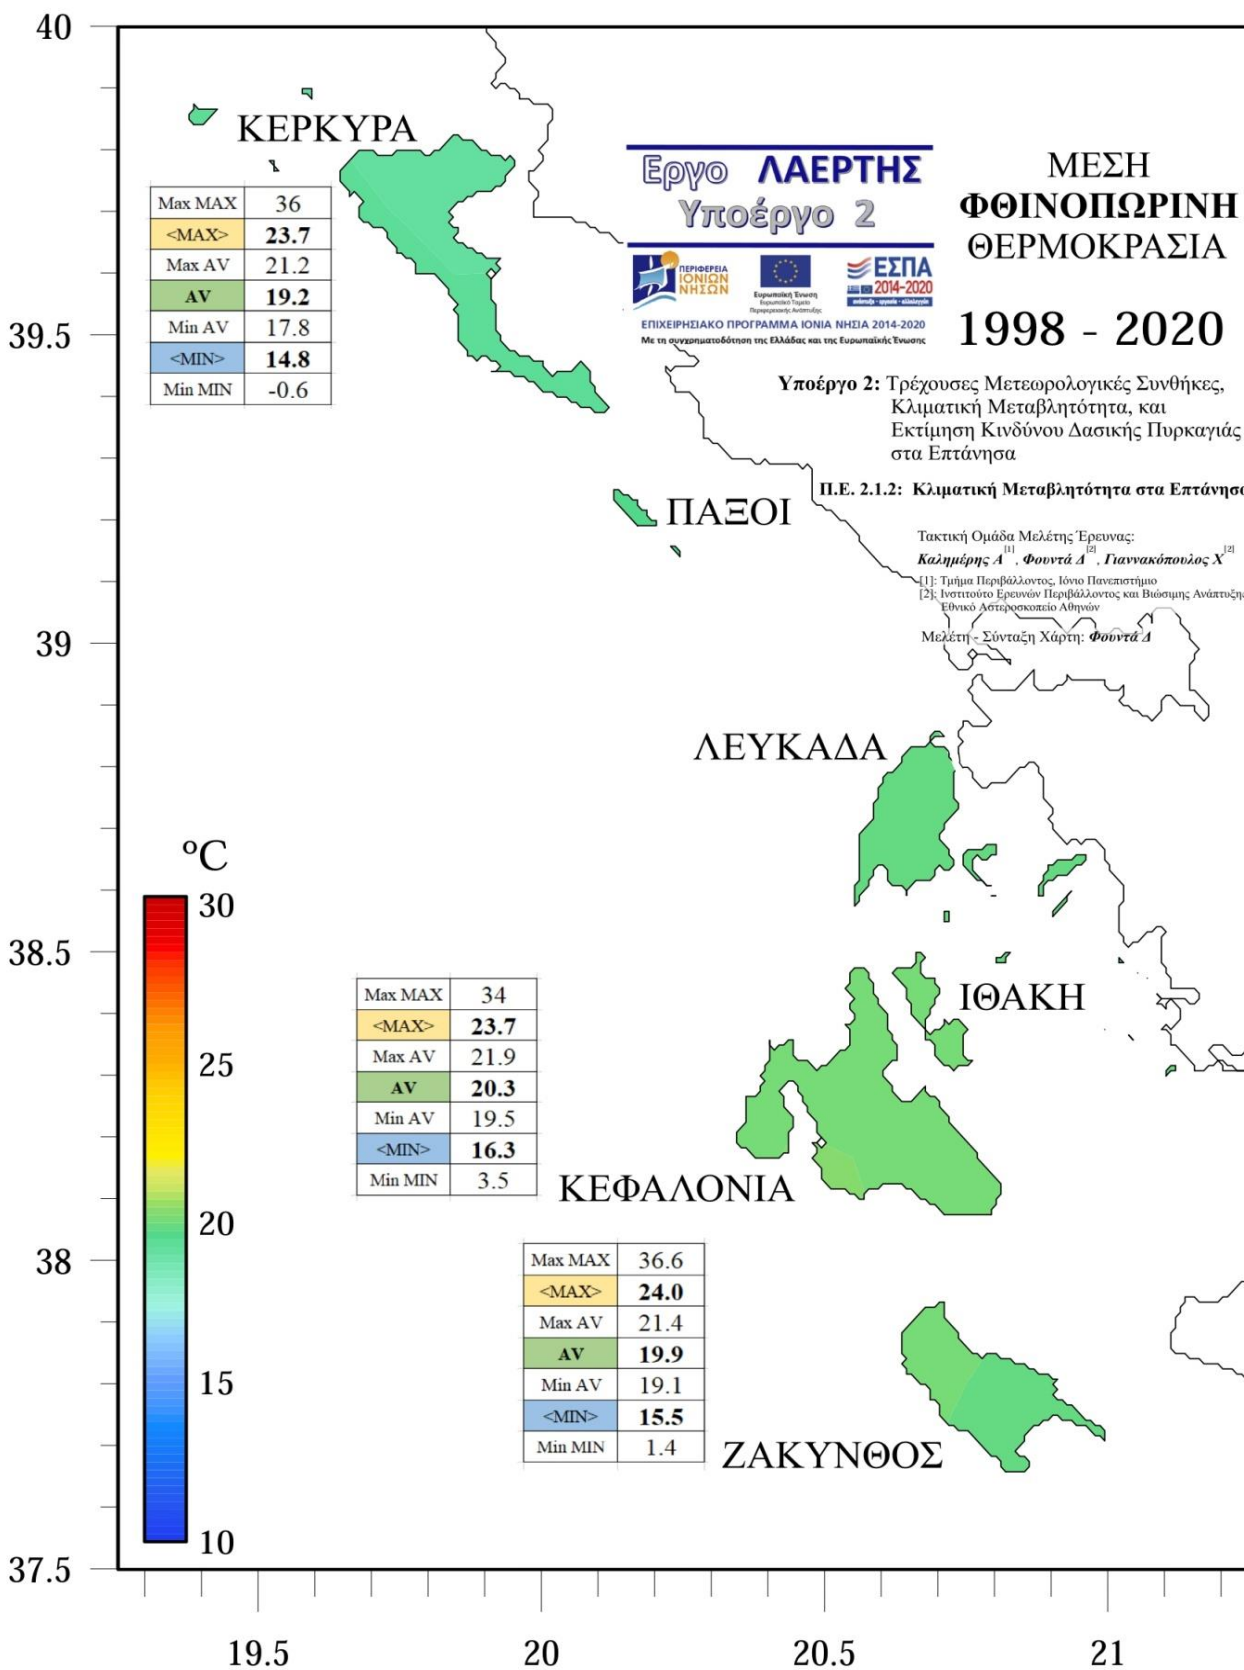 40
39.5
39
38.5
38
37.5
19.5
20
20.5
21
ΚΕΡΚΥΡΑ
Max MAX 36
<MAX> 23.7
Max AV 21.2
AV 19.2
Min AV 17.8
<MIN> 14.8
Min MIN -0.6
Εργο ΛΑΕΡΤΗΣ
Υποέργο 2
ΠΕΡΙΦΕΡΕΙΑ
ΙΟΝΙΩΝ
ΝΗΣΩΝ
Ευρωπαϊκή Ένωση
Ευρωπαϊκό Ταμείο
Περιφερειακής Ανάπτυξης
ΕΣΠΑ
2014-2020
ανάπτυξη - εργασία - αλληλεγγύη
ΕΠΙΧΕΙΡΗΣΙΑΚΟ ΠΡΟΓΡΑΜΜΑ ΙΟΝΙΑ ΝΗΣΙΑ 2014-2020
Με τη συγχρηματοδότηση της Ελλάδας και της Ευρωπαϊκής Ένωσης
ΜΕΣΗ
ΦΘΙΝΟΠΩΡΙΝΗ
ΘΕΡΜΟΚΡΑΣΙΑ
1998 - 2020
Υποέργο 2: Τρέχουσες Μετεωρολογικές Συνθήκες,
Κλιματική Μεταβλητότητα, και
Εκτίμηση Κινδύνου Δασικής Πυρκαγιάς
στα Επτάνησα
Π.Ε. 2.1.2: Κλιματική Μεταβλητότητα στα Επτάνησα
Τακτική Ομάδα Μελέτης Έρευνας:
Καλημέρης Α[1], Φουντά Δ[2], Γιαννακόπουλος Χ[2]
[1]: Τμήμα Περιβάλλοντος, Ιόνιο Πανεπιστήμιο
[2]: Ινστιτούτο Ερευνών Περιβάλλοντος και Βιώσιμης Ανάπτυξης
Εθνικό Αστεροσκοπείο Αθηνών
Μελέτη - Σύνταξη Χάρτη: Φουντά Δ
ΠΑΞΟΙ
ΛΕΥΚΑΔΑ
ºC
30
25
20
15
10
ΙΘΑΚΗ
Max MAX 34
<MAX> 23.7
Max AV 21.9
AV 20.3
Min AV 19.5
<MIN> 16.3
Min MIN 3.5
ΚΕΦΑΛΟΝΙΑ
Max MAX 36.6
<MAX> 24.0
Max AV 21.4
AV 19.9
Min AV 19.1
<MIN> 15.5
Min MIN 1.4
ΖΑΚΥΝΘΟΣ